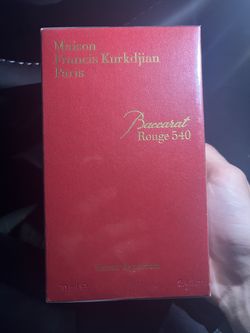 Maison
Francis Kurkdjian
Paris
Baccarat
Rouge 540